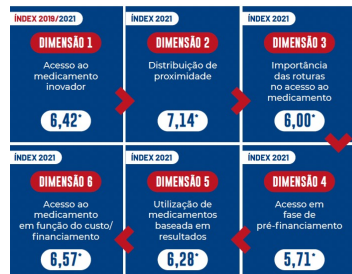 ÍNDEX 2019/2021
DIMENSÃO 1
Acesso ao
medicamento
inovador
6,42*
ÍNDEX 2021
DIMENSÃO 2
Distribuição de
proximidade
7,14*
ÍNDEX 2021
DIMENSÃO 3
Importância
das roturas
no acesso ao
medicamento
6,00*
ÍNDEX 2021
DIMENSÃO 4
Acesso em
fase de
pré-financiamento
5,71*
ÍNDEX 2021
DIMENSÃO 5
Utilização de
medicamentos
baseada em
resultados
6,28*
ÍNDEX 2021
DIMENSÃO 6
Acesso ao
medicamento
em função do custo/
financiamento
6,57*